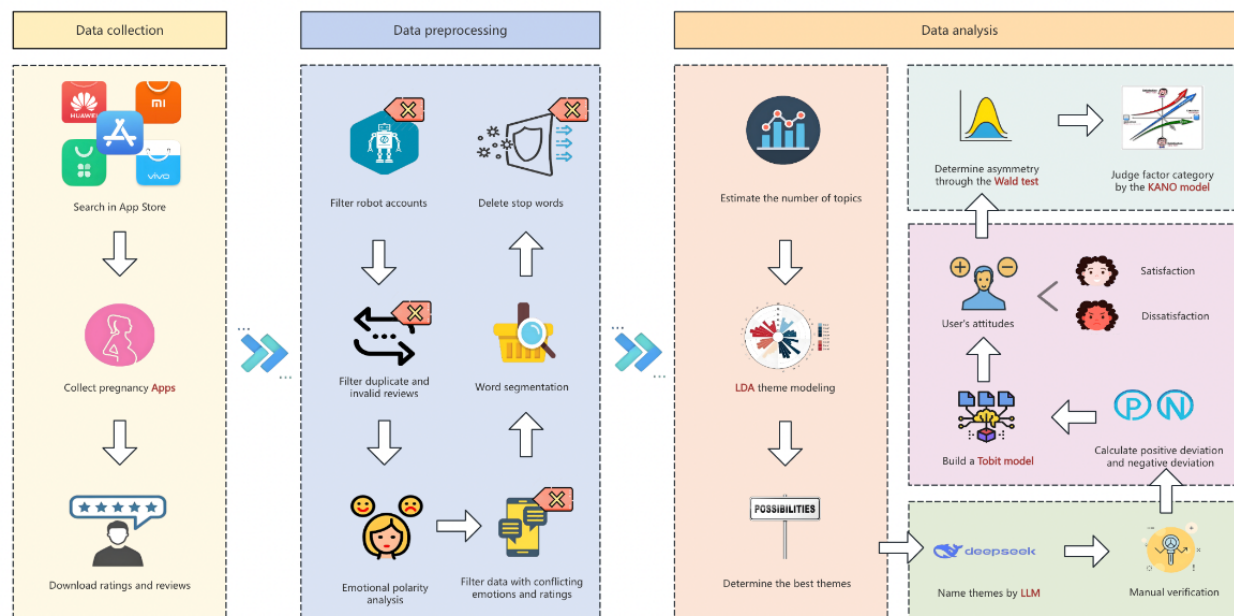 Data collection
HUAWEI
mi
vivo
Search in App Store
Collect pregnancy Apps
Download ratings and reviews
Data preprocessing
Filter robot accounts
Delete stop words
Filter duplicate and
invalid reviews
Word segmentation
Emotional polarity
analysis
Filter data with conflicting
emotions and ratings
Data analysis
Estimate the number of topics
LDA theme modeling
POSSIBILITIES
Determine the best themes
Determine asymmetry
through the Wald test
Judge factor category
by the KANO model
User's attitudes
Satisfaction
Dissatisfaction
Build a Tobit model
P N
Calculate positive deviation
and negative deviation
deepseek
Name themes by LLM
Manual verification